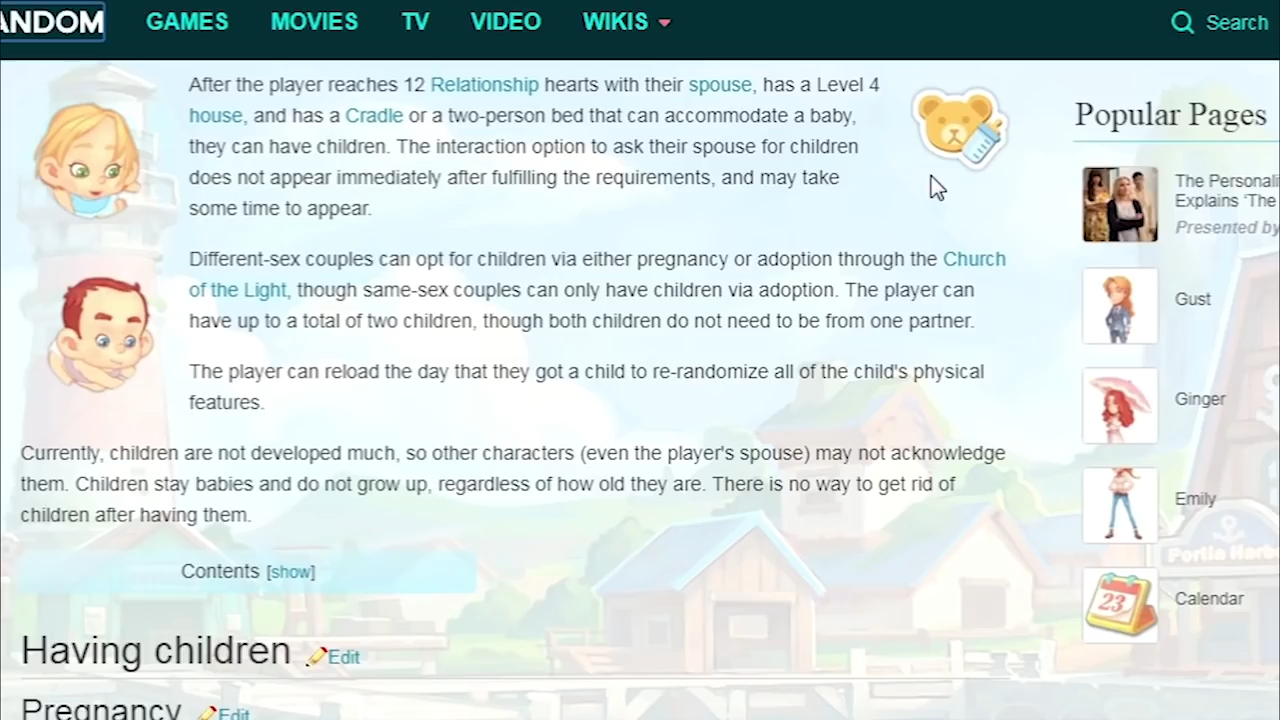 ANDOM GAMES MOVIES TV VIDEO WIKIS Search
After the player reaches 12 Relationship hearts with their spouse, has a Level 4
house, and has a Cradle or a two-person bed that can accommodate a baby,
they can have children. The interaction option to ask their spouse for children
does not appear immediately after fulfilling the requirements, and may take
some time to appear.
Different-sex couples can opt for children via either pregnancy or adoption through the Church
of the Light, though same-sex couples can only have children via adoption. The player can
have up to a total of two children, though both children do not need to be from one partner.
The player can reload the day that they got a child to re-randomize all of the child's physical
features.
Currently, children are not developed much, so other characters (even the player's spouse) may not acknowledge
them. Children stay babies and do not grow up, regardless of how old they are. There is no way to get rid of
children after having them.
Contents [show]
Having children Edit
Pregnancy Edit
Popular Pages
The Personali
Explains 'The
Presented by
Gust
Ginger
Emily
23
Calendar
Portia Harbo